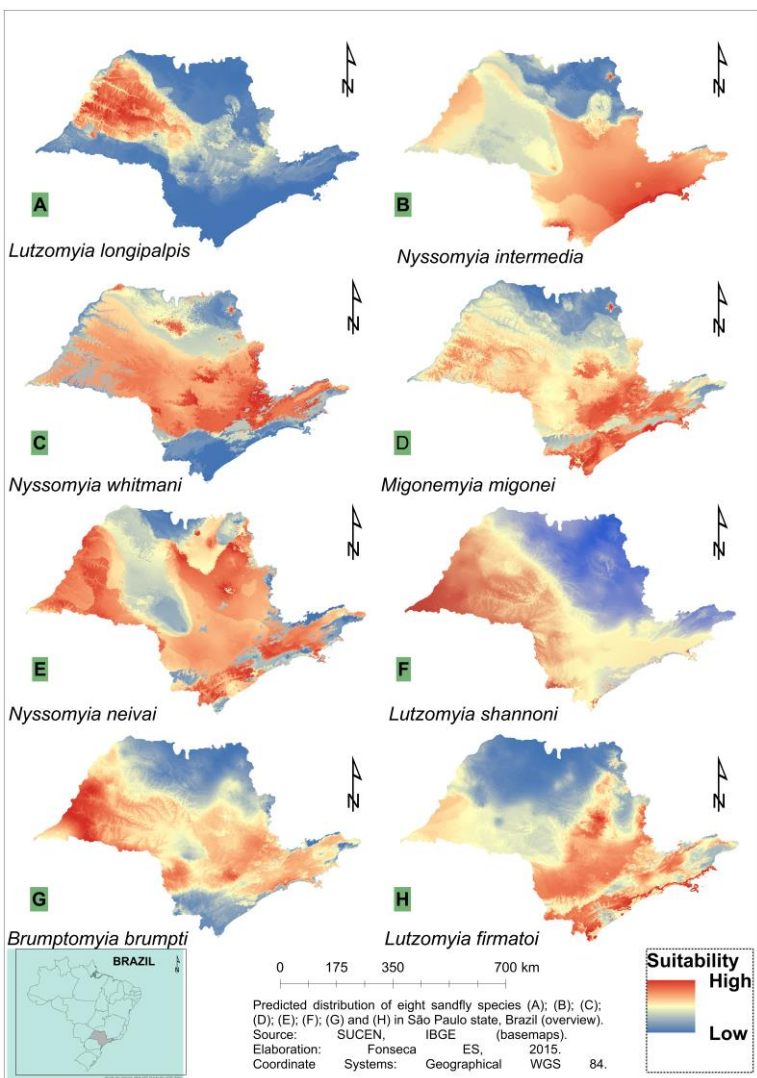 N
N
A
B
Lutzomyia longipalpis
Nyssomyia intermedia
N
N
C
D
Nyssomyia whitmani
Migonemyia migonei
N
N
E
F
Nyssomyia neivai
Lutzomyia shannoni
N
N
G
H
Brumptomyia brumpti
Lutzomyia firmatoi
BRAZIL
0 175 350 700 km
Predicted distribution of eight sandfly species (A); (B); (C);
(D); (E); (F); (G) and (H) in São Paulo state, Brazil (overview).
Source: SUCEN, IBGE (basemaps).
Elaboration: Fonseca ES, 2015.
Coordinate Systems: Geographical WGS 84.
Suitability
High
Low